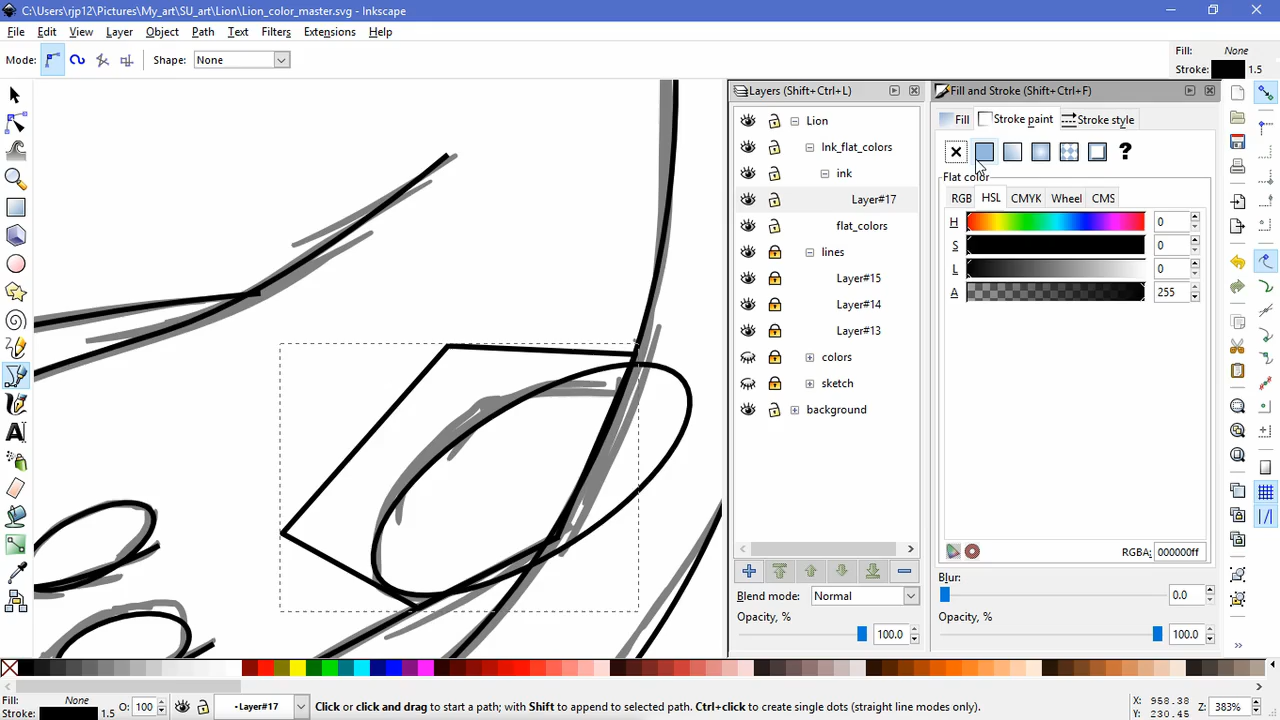 C:\Users\rjp12\Pictures\My_art\SU_art\Lion\Lion_color_master.svg - Inkscape
File Edit View Layer Object Path Text Filters Extensions Help
Mode: Shape: None
Fill: None
Stroke: 1.5
Layers (Shift+Ctrl+L)
Fill and Stroke (Shift+Ctrl+F)
Lion
Ink_flat_colors
ink
Layer#17
flat_colors
lines
Layer#15
Layer#14
Layer#13
colors
sketch
background
Blend mode: Normal
Opacity, %
100.0
Fill Stroke paint Stroke style
?
Flat color
RGB HSL CMYK Wheel CMS
H 0
S 0
L 0
A 255
RGBA: 000000ff
Blur:
0.0
Opacity, %
100.0
Fill: None
Stroke: 1.5
O: 100
•Layer#17
Click or click and drag to start a path; with Shift to append to selected path. Ctrl+click to create single dots (straight line modes only).
X: 958.38
Y: 230.45
Z: 383%